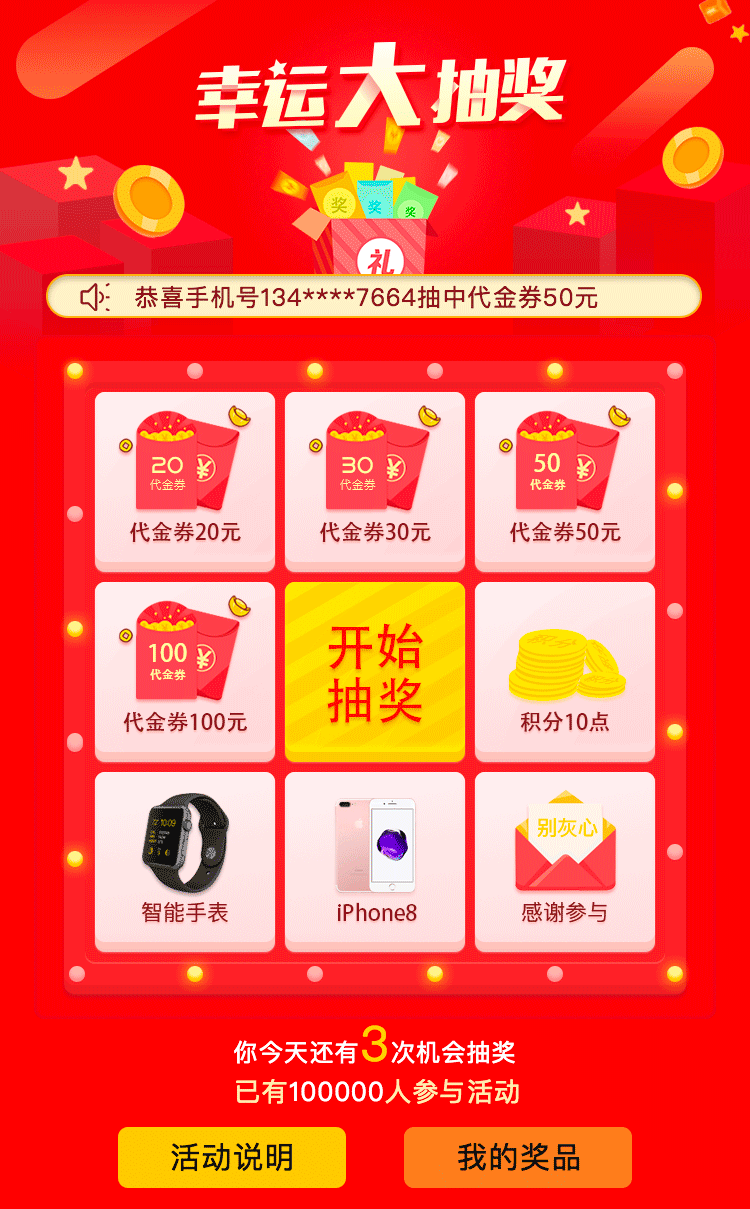 幸运大抽奖
奖
奖
奖
礼
恭喜手机号134****7664抽中代金券50元
20
代金券
¥
代金券20元
30
代金券
¥
代金券30元
50
代金券
¥
代金券50元
100
代金券
¥
代金券100元
开始
抽奖
积分
积分10点
10:09
智能手表
iPhone8
别灰心
感谢参与
你今天还有3次机会抽奖
已有100000人参与活动
活动说明
我的奖品